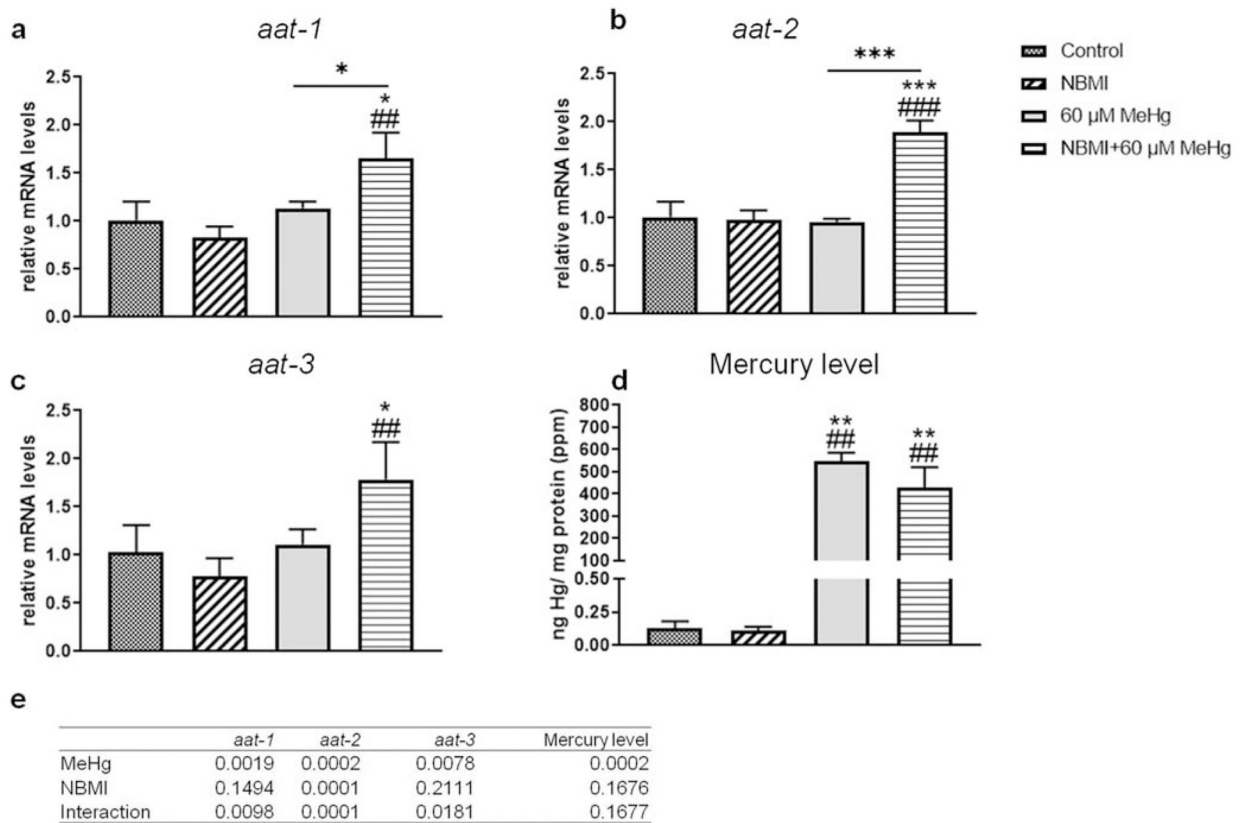 a
aat-1
relative mRNA levels
2.5
2.0
1.5
1.0
0.5
0.0
*
*
##
b
aat-2
relative mRNA levels
2.5
2.0
1.5
1.0
0.5
0.0
***
***
###
Control
NBMI
60 µM MeHg
NBMI+60 µM MeHg
c
aat-3
relative mRNA levels
2.5
2.0
1.5
1.0
0.5
0.0
*
##
d
Mercury level
ng Hg/ mg protein (ppm)
800
700
600
500
400
300
200
100
0.50
0.25
0.00
**
##
**
##
e
aat-1 aat-2 aat-3 Mercury level
MeHg 0.0019 0.0002 0.0078 0.0002
NBMI 0.1494 0.0001 0.2111 0.1676
Interaction 0.0098 0.0001 0.0181 0.1677